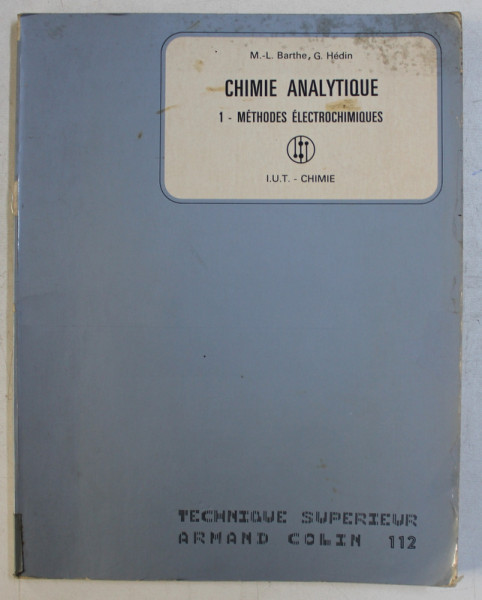 M.-L. Barthe, G. Hédin
CHIMIE ANALYTIQUE
1 - MÉTHODES ÉLECTROCHIMIQUES
I.U.T. - CHIMIE
TECHNIQUE SUPERIEUR
ARMAND COLIN 112